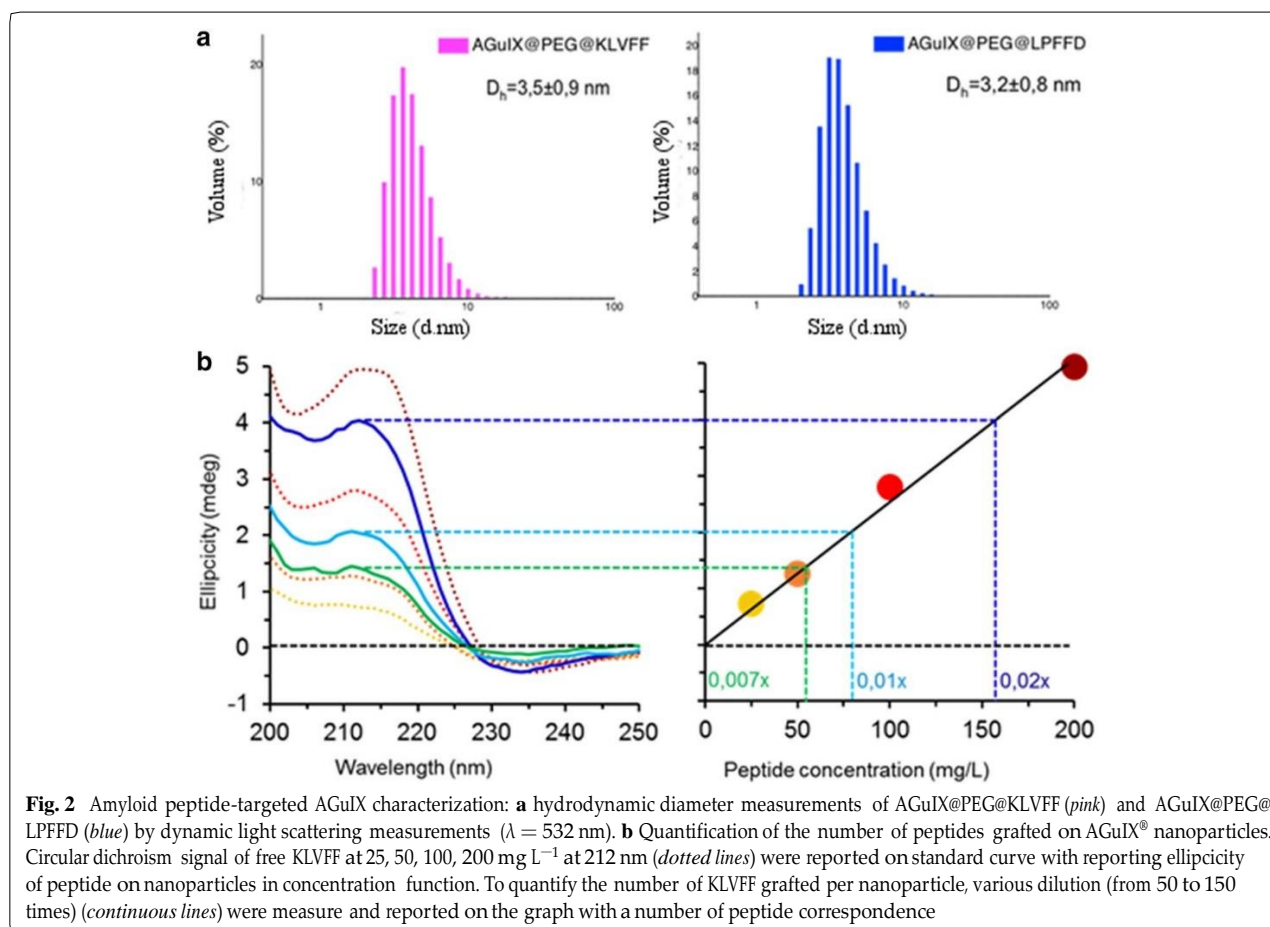 a
AGuIX@PEG@KLVFF
Dh=3,5±0,9 nm
20
10
0
Volume (%)
1
10
100
Size (d.nm)
AGuIX@PEG@LPFFD
Dh=3,2±0,8 nm
20
18
16
14
12
10
8
6
4
2
0
Volume (%)
1
10
100
Size (d.nm)
b
5
4
3
2
1
0
-1
Ellipcicity (mdeg)
200 210 220 230 240 250
Wavelength (nm)
0,007x
0,01x
0,02x
0 50 100 150 200
Peptide concentration (mg/L)
Fig. 2 Amyloid peptide-targeted AGuIX characterization: a hydrodynamic diameter measurements of AGuIX@PEG@KLVFF (pink) and AGuIX@PEG@
LPFFD (blue) by dynamic light scattering measurements (λ = 532 nm). b Quantification of the number of peptides grafted on AGuIX® nanoparticles.
Circular dichroism signal of free KLVFF at 25, 50, 100, 200 mg L−1 at 212 nm (dotted lines) were reported on standard curve with reporting ellipcicity
of peptide on nanoparticles in concentration function. To quantify the number of KLVFF grafted per nanoparticle, various dilution (from 50 to 150
times) (continuous lines) were measure and reported on the graph with a number of peptide correspondence